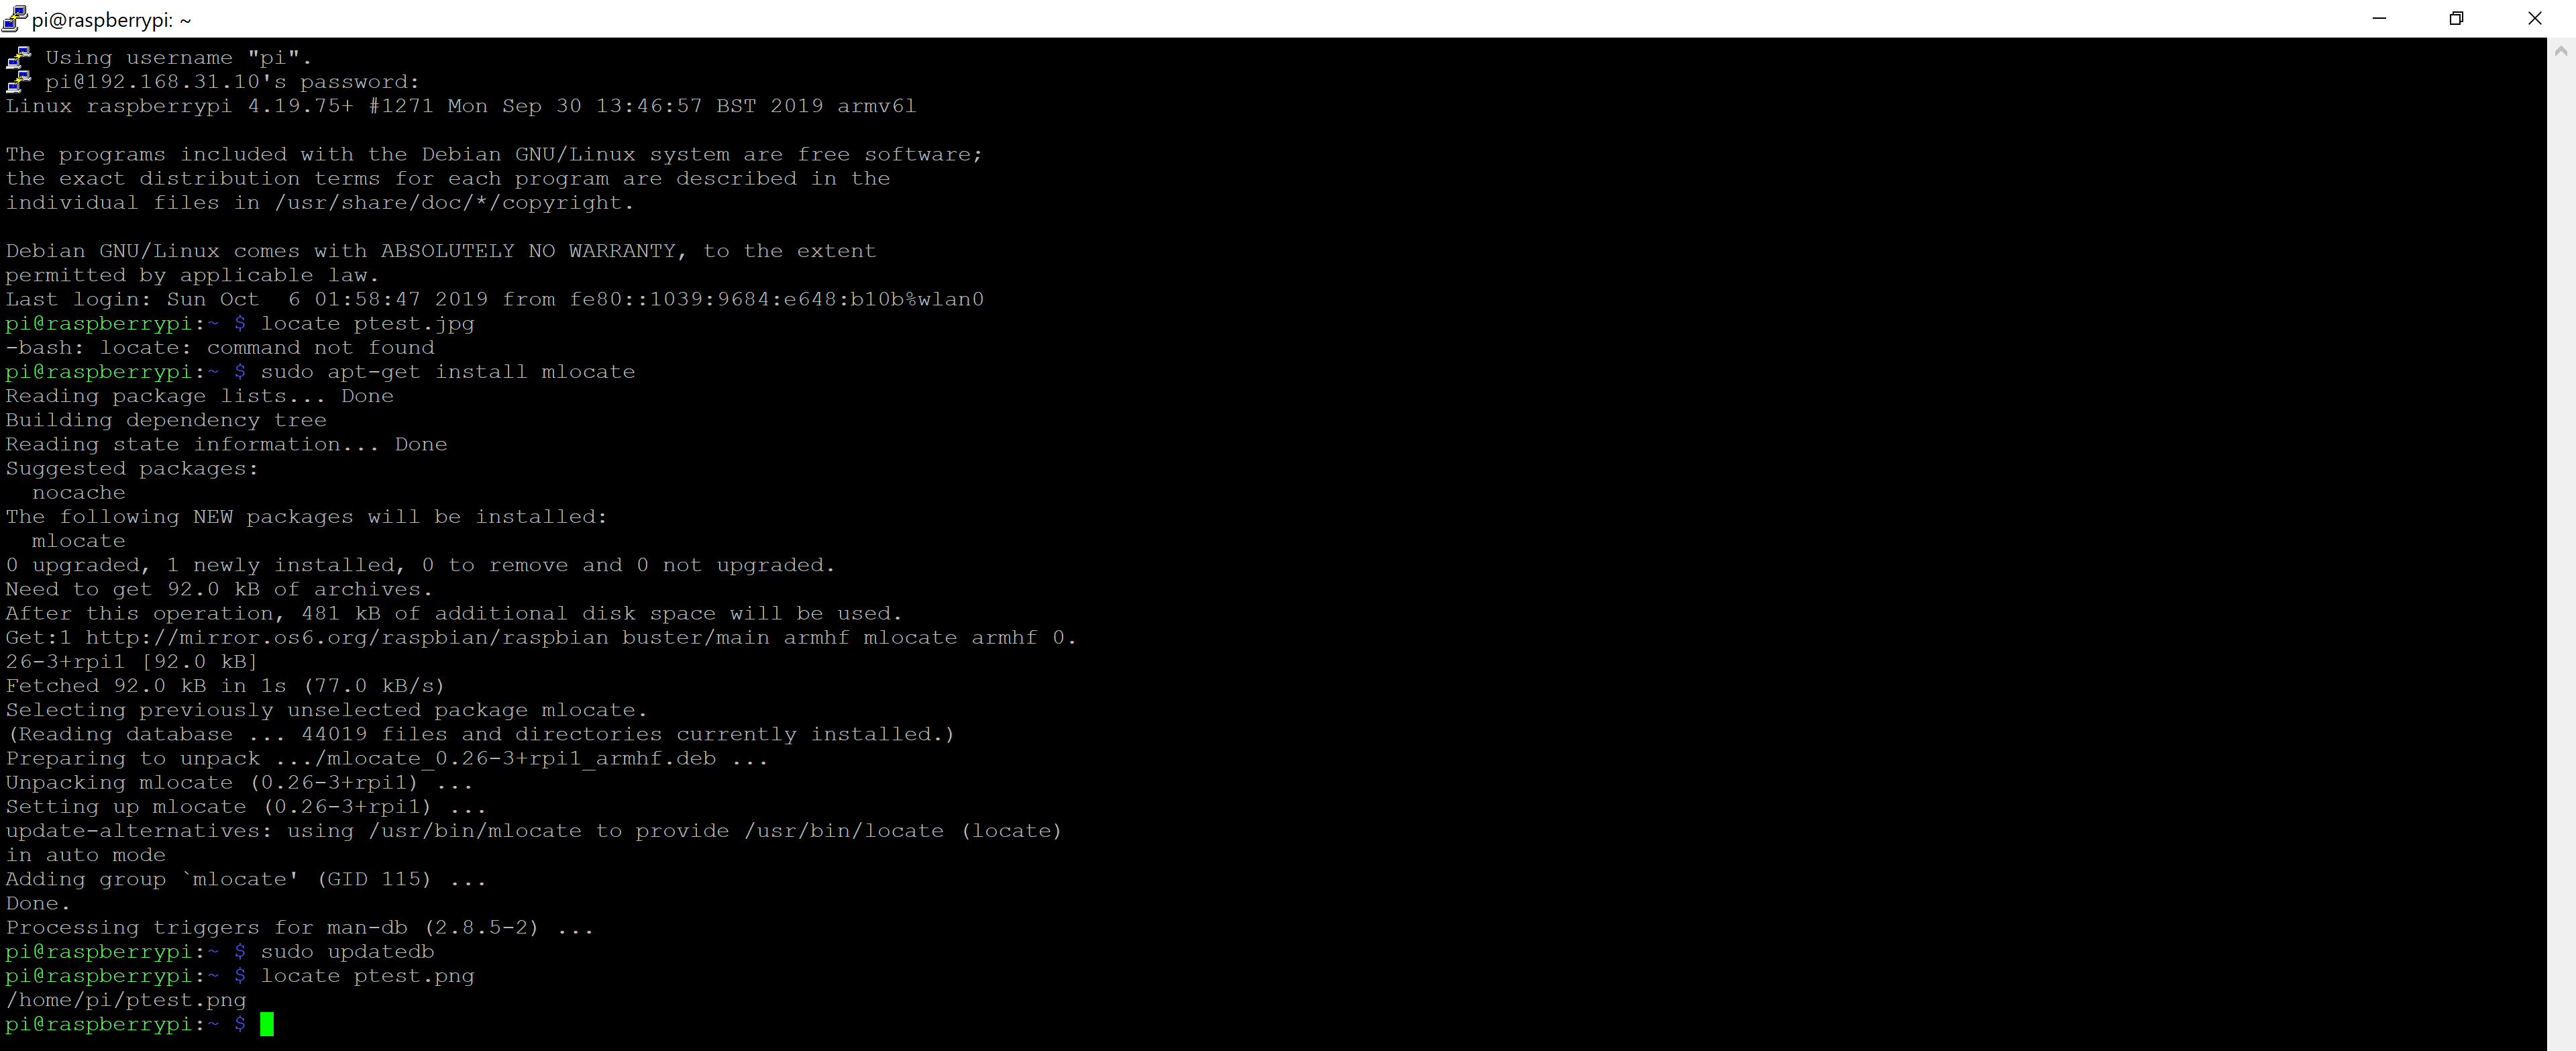 pi@raspberrypi: ~
Using username "pi".
pi@192.168.31.10's password:
Linux raspberrypi 4.19.75+ #1271 Mon Sep 30 13:46:57 BST 2019 armv6l
The programs included with the Debian GNU/Linux system are free software;
the exact distribution terms for each program are described in the
individual files in /usr/share/doc/*/copyright.
Debian GNU/Linux comes with ABSOLUTELY NO WARRANTY, to the extent
permitted by applicable law.
Last login: Sun Oct  6 01:58:47 2019 from fe80::1039:9684:e648:b10b%wlan0
pi@raspberrypi:~ $ locate ptest.jpg
-bash: locate: command not found
pi@raspberrypi:~ $ sudo apt-get install mlocate
Reading package lists... Done
Building dependency tree
Reading state information... Done
Suggested packages:
  nocache
The following NEW packages will be installed:
  mlocate
0 upgraded, 1 newly installed, 0 to remove and 0 not upgraded.
Need to get 92.0 kB of archives.
After this operation, 481 kB of additional disk space will be used.
Get:1 http://mirror.os6.org/raspbian/raspbian buster/main armhf mlocate armhf 0.
26-3+rpi1 [92.0 kB]
Fetched 92.0 kB in 1s (77.0 kB/s)
Selecting previously unselected package mlocate.
(Reading database ... 44019 files and directories currently installed.)
Preparing to unpack .../mlocate_0.26-3+rpi1_armhf.deb ...
Unpacking mlocate (0.26-3+rpi1) ...
Setting up mlocate (0.26-3+rpi1) ...
update-alternatives: using /usr/bin/mlocate to provide /usr/bin/locate (locate)
in auto mode
Adding group `mlocate' (GID 115) ...
Done.
Processing triggers for man-db (2.8.5-2) ...
pi@raspberrypi:~ $ sudo updatedb
pi@raspberrypi:~ $ locate ptest.png
/home/pi/ptest.png
pi@raspberrypi:~ $